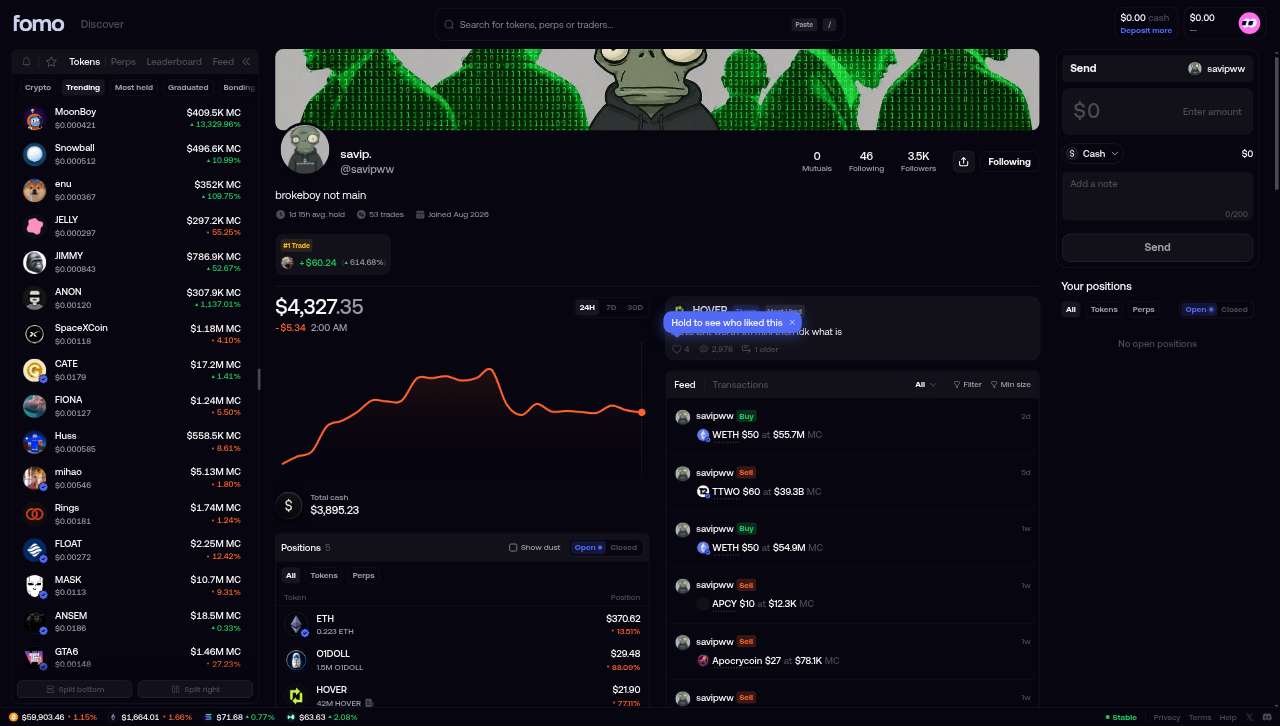 fomo
Discover
Search for tokens, perps or traders...
Paste
/
$0.00 cash
Deposit more
$0.00
—
Tokens Perps Leaderboard Feed
Crypto Trending Most held Graduated Bonding
MoonBoy $409.5K MC
$0.000421 13,329.96%
Snowball $496.6K MC
$0.000512 10.99%
enu $352K MC
$0.000367 109.75%
JELLY $297.2K MC
$0.000297 55.25%
JIMMY $786.9K MC
$0.000843 52.67%
ANON $307.9K MC
$0.00120 1,137.01%
SpaceXCoin $1.18M MC
$0.00118 4.10%
CATE $17.2M MC
$0.0179 1.41%
FIONA $1.24M MC
$0.00127 5.50%
Huss $558.5K MC
$0.000585 8.61%
mihao $5.13M MC
$0.00546 1.80%
Rings $1.74M MC
$0.00181 1.24%
FLOAT $2.25M MC
$0.00272 12.42%
MASK $10.7M MC
$0.0113 9.31%
ANSEM $18.5M MC
$0.0186 0.33%
GTA6 $1.46M MC
$0.00148 27.23%
Split bottom Split right
savip.
@savipww
0 46 3.5K
Mutuals Following Followers
Following
brokeboy not main
1d 15h avg. hold 53 trades Joined Aug 2026
#1 Trade
+$60.24 614.68%
$4,327.35
-$5.34 2:00 AM
24H 7D 30D
Total cash
$3,895.23
Positions 5
Show dust
Open Closed
All Tokens Perps
Token Position
ETH $370.62
0.223 ETH 13.51%
O1DOLL $29.48
1.5M O1DOLL 88.09%
HOVER $21.90
42M HOVER 77.11%
HOVER
Hold to see who liked this
idk what is
4 2,978 1 older
Feed Transactions
All Filter Min size
savipww Buy 2d
WETH $50 at $55.7M MC
savipww Sell 5d
TTWO $60 at $39.3B MC
savipww Buy 1w
WETH $50 at $54.9M MC
savipww Sell 1w
APCY $10 at $12.3K MC
savipww Sell 1w
Apocrycoin $27 at $78.1K MC
savipww Sell 1w
Send savipww
$0 Enter amount
$ Cash $0
Add a note
0/200
Send
Your positions
All Tokens Perps Open Closed
No open positions
$59,903.46 1.15% $1,664.01 1.66% $71.68 0.77% $63.63 2.08%
Stable Privacy Terms Help